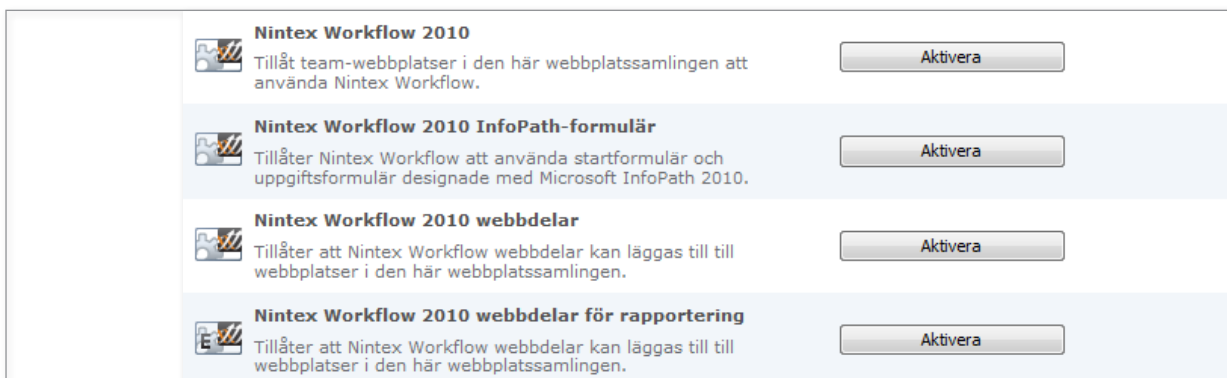 Nintex Workflow 2010
Tillåt team-webbplatser i den här webbplatssamlingen att
använda Nintex Workflow.
Aktivera
Nintex Workflow 2010 InfoPath-formulär
Tillåter Nintex Workflow att använda startformulär och
uppgiftsformulär designade med Microsoft InfoPath 2010.
Aktivera
Nintex Workflow 2010 webbdelar
Tillåter att Nintex Workflow webbdelar kan läggas till till
webbplatser i den här webbplatssamlingen.
Aktivera
E
Nintex Workflow 2010 webbdelar för rapportering
Tillåter att Nintex Workflow webbdelar kan läggas till till
webbplatser i den här webbplatssamlingen.
Aktivera